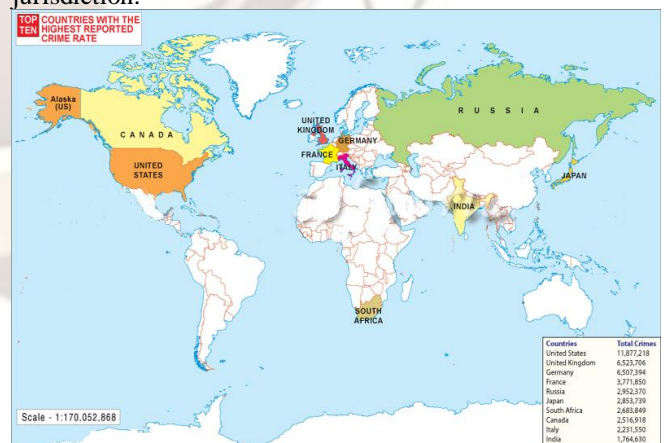 jurisdiction.
TOP TEN COUNTRIES WITH THE HIGHEST REPORTED CRIME RATE
Alaska
(US)
CANADA
UNITED
STATES
UNITED
KINGDOM
GERMANY
FRANCE
ITALY
RUSSIA
JAPAN
INDIA
SOUTH
AFRICA
Countries Total Crimes
United States 11,877,218
United Kingdom 6,523,706
Germany 6,507,394
France 3,771,850
Russia 2,952,370
Japan 2,853,739
South Africa 2,683,849
Canada 2,516,918
Italy 2,231,550
India 1,764,630
Scale - 1:170,052,868